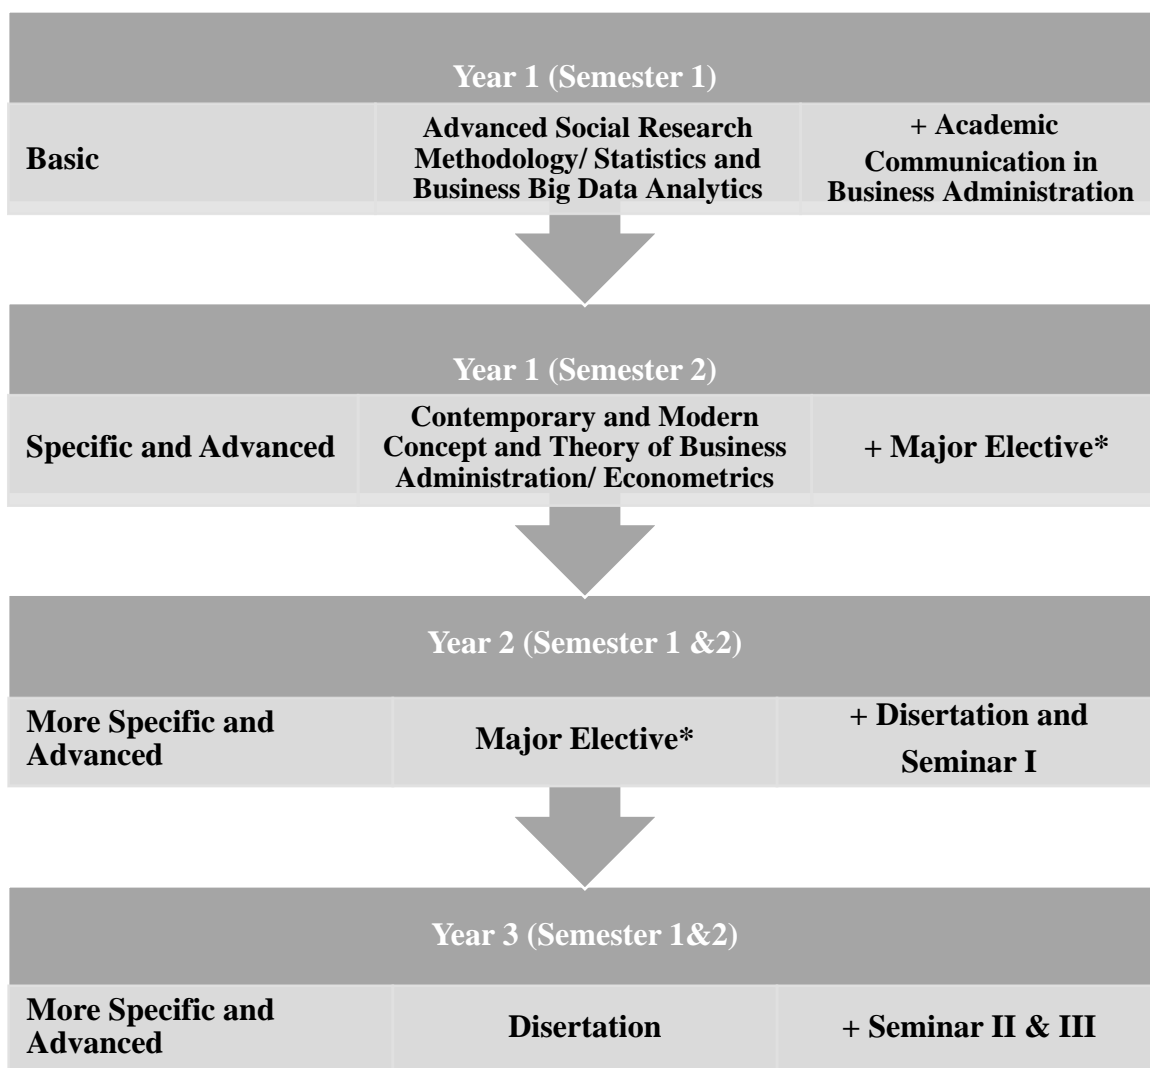 Year 1 (Semester 1)
Basic
Advanced Social Research
Methodology/ Statistics and
Business Big Data Analytics
+ Academic
Communication in
Business Administration
Year 1 (Semester 2)
Specific and Advanced
Contemporary and Modern
Concept and Theory of Business
Administration/ Econometrics
+ Major Elective*
Year 2 (Semester 1 &2)
More Specific and
Advanced
Major Elective*
+ Disertation and
Seminar I
Year 3 (Semester 1&2)
More Specific and
Advanced
Disertation
+ Seminar II & III